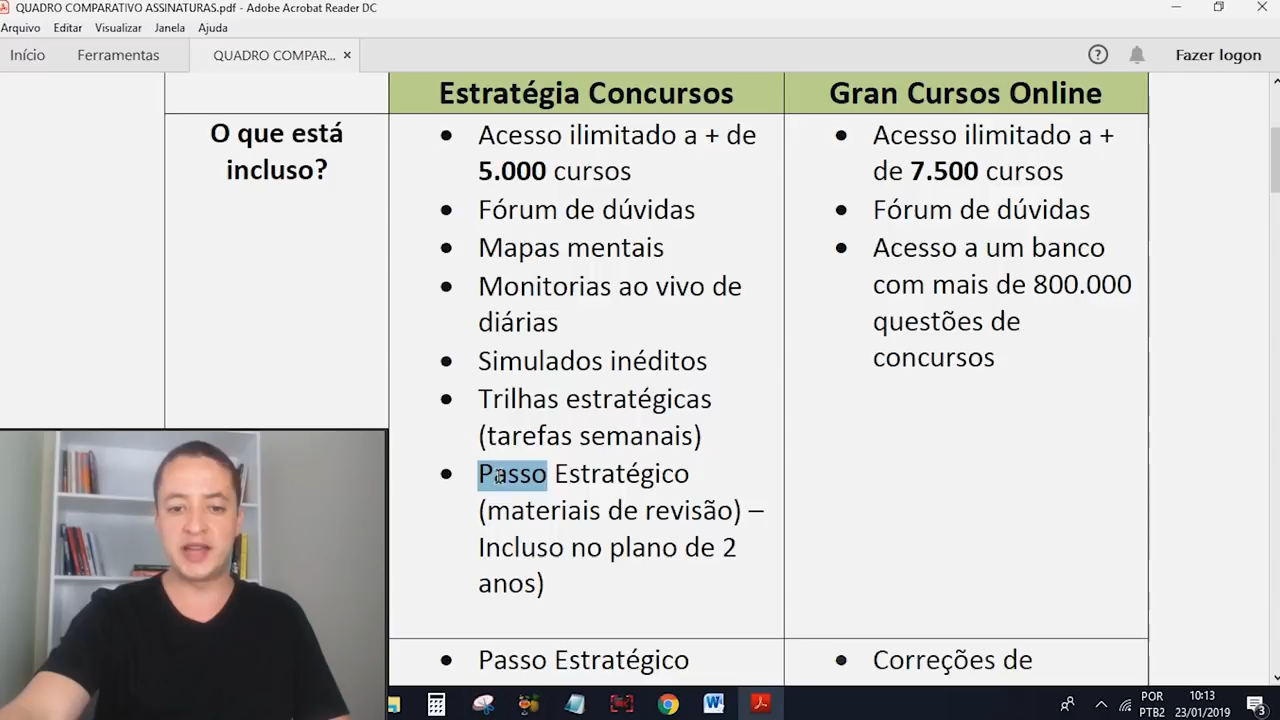 QUADRO COMPARATIVO ASSINATURAS.pdf - Adobe Acrobat Reader DC
Arquivo Editar Visualizar Janela Ajuda
Início Ferramentas QUADRO COMPAR... × Fazer logon
Estratégia Concursos
Gran Cursos Online
O que está
incluso?
• Acesso ilimitado a + de
5.000 cursos
• Fórum de dúvidas
• Mapas mentais
• Monitorias ao vivo de
diárias
• Simulados inéditos
• Trilhas estratégicas
(tarefas semanais)
• Passo Estratégico
(materiais de revisão) –
Incluso no plano de 2
anos)
• Acesso ilimitado a +
de 7.500 cursos
• Fórum de dúvidas
• Acesso a um banco
com mais de 800.000
questões de
concursos
• Passo Estratégico
• Correções de
POR
PTB2
10:13
23/01/2019
3